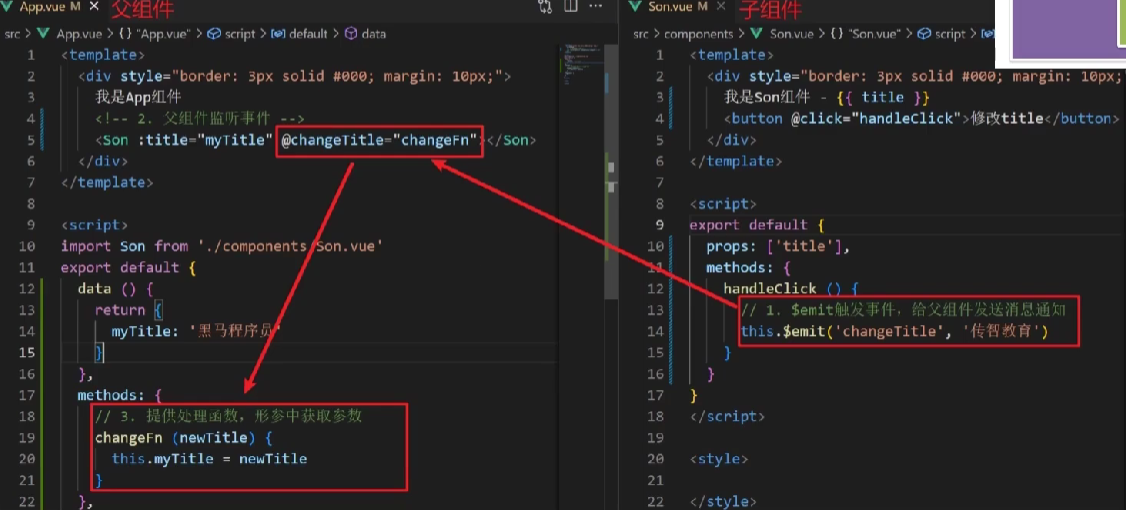 App.vue M
父组件
src > App.vue > {} "App.vue" > script > default > data
1 <template>
2 <div style="border: 3px solid #000; margin: 10px;">
3 我是App组件
4 <!-- 2. 父组件监听事件 -->
5 <Son :title="myTitle" @changeTitle="changeFn"></Son>
6 </div>
7 </template>
8
9 <script>
10 import Son from './components/Son.vue'
11 export default {
12 data () {
13 return {
14 myTitle: '黑马程序员'
15 }
16 },
17 methods: {
18 // 3. 提供处理函数，形参中获取参数
19 changeFn (newTitle) {
20 this.myTitle = newTitle
21 }
22 },
Son.vue M
子组件
src > components > Son.vue > {} "Son.vue" > script >
1 <template>
2 <div style="border: 3px solid #000; margin: 10px;
3 我是Son组件 - {{ title }}
4 <button @click="handleClick">修改title</button>
5 </div>
6 </template>
7
8 <script>
9 export default {
10 props: ['title'],
11 methods: {
12 handleClick () {
13 // 1. $emit触发事件，给父组件发送消息通知
14 this.$emit('changeTitle', '传智教育')
15 }
16 }
17 }
18 </script>
19
20 <style>
21
22 </style>